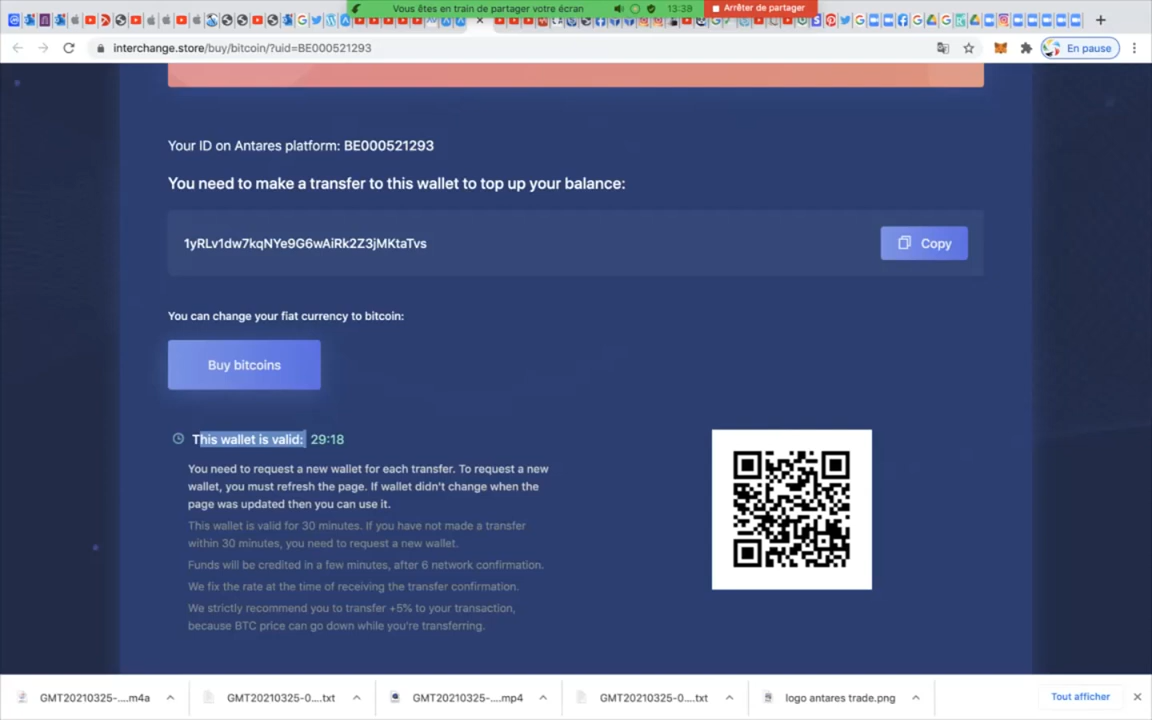 Vous êtes en train de partager votre écran
13:38
Arrêter de partager
interchange.store/buy/bitcoin/?uid=BE000521293
En pause
Your ID on Antares platform: BE000521293
You need to make a transfer to this wallet to top up your balance:
1yRLv1dw7kqNYe9G6wAiRk2Z3jMKtaTvs
Copy
You can change your fiat currency to bitcoin:
Buy bitcoins
This wallet is valid: 29:18
You need to request a new wallet for each transfer. To request a new
wallet, you must refresh the page. If wallet didn't change when the
page was updated then you can use it.
This wallet is valid for 30 minutes. If you have not made a transfer
within 30 minutes, you need to request a new wallet.
Funds will be credited in a few minutes, after 6 network confirmation.
We fix the rate at the time of receiving the transfer confirmation.
We strictly recommend you to transfer +5% to your transaction,
because BTC price can go down while you're transferring.
GMT20210325-....m4a
GMT20210325-0....txt
GMT20210325-....mp4
GMT20210325-0....txt
logo antares trade.png
Tout afficher